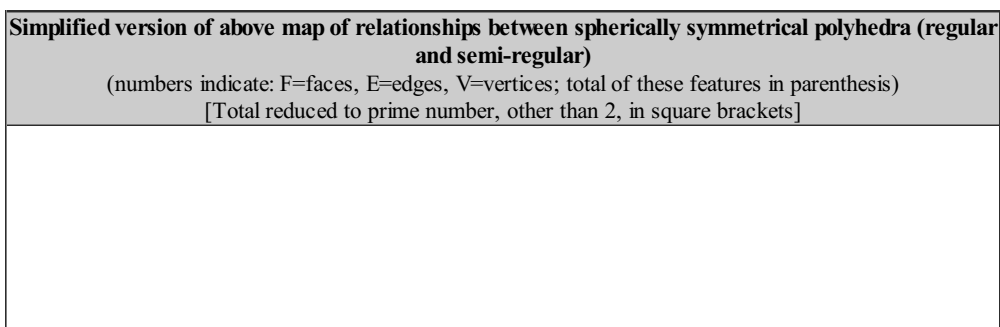 Simplified version of above map of relationships between spherically symmetrical polyhedra (regular
and semi-regular)
(numbers indicate: F=faces, E=edges, V=vertices; total of these features in parenthesis)
[Total reduced to prime number, other than 2, in square brackets]